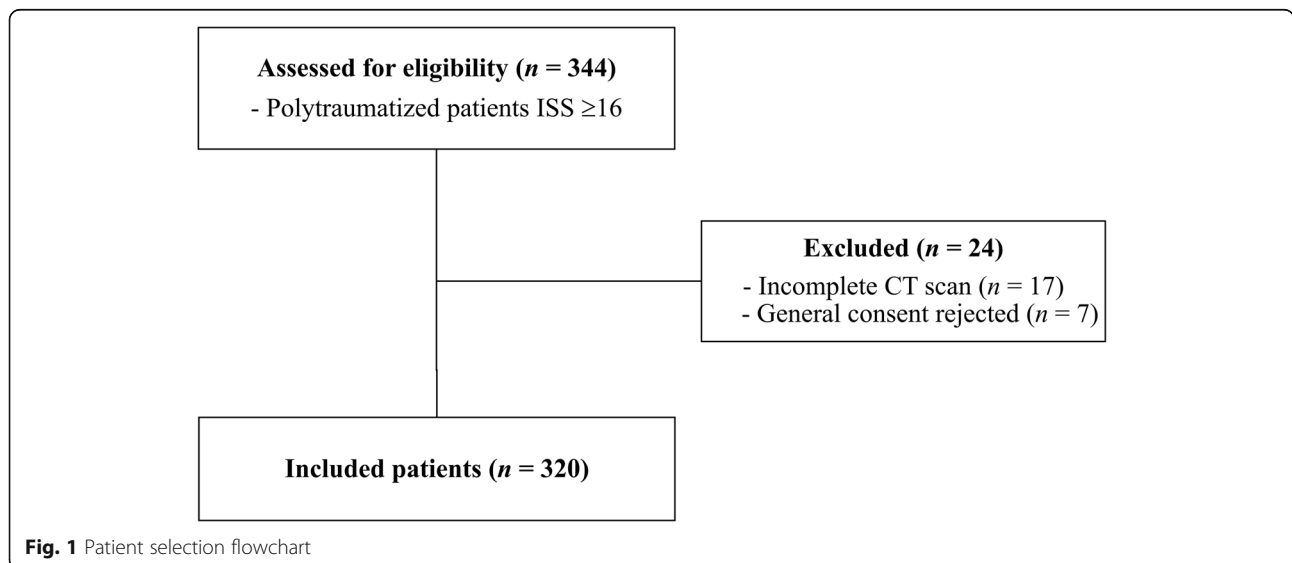 Assessed for eligibility (n = 344)
- Polytraumatized patients ISS ≥16
Excluded (n = 24)
- Incomplete CT scan (n = 17)
- General consent rejected (n = 7)
Included patients (n = 320)
Fig. 1 Patient selection flowchart